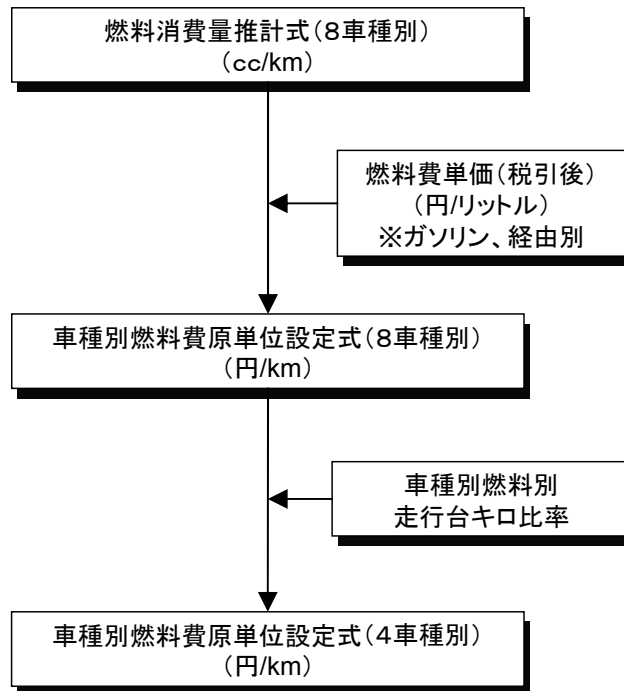 燃料消費量推計式（８車種別）
（cc/km）
燃料費単価（税引後）
（円/リットル）
※ガソリン、経由別
車種別燃料費原単位設定式（８車種別）
（円/km）
車種別燃料別
走行台キロ比率
車種別燃料費原単位設定式（４車種別）
（円/km）